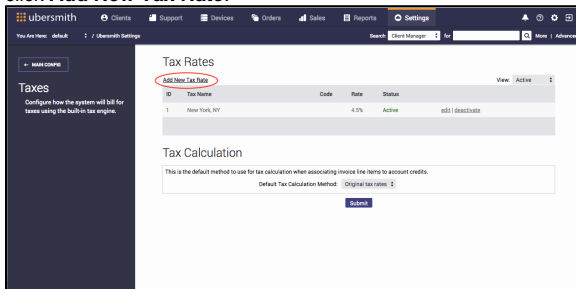 click Add New Tax Rate.
ubersmith Clients Support Devices Orders Sales Reports Settings
You Are Here: default / Ubersmith Settings Search Client Manager for More | Advanced
← MAIN CONFIG
Taxes
Configure how the system will bill for
taxes using the built-in tax engine.
Tax Rates
Add New Tax Rate View: Active
ID Tax Name Code Rate Status
1 New York, NY 4.5% Active edit | deactivate
Tax Calculation
This is the default method to use for tax calculation when associating invoice line items to account credits.
Default Tax Calculation Method: Original tax rates
Submit